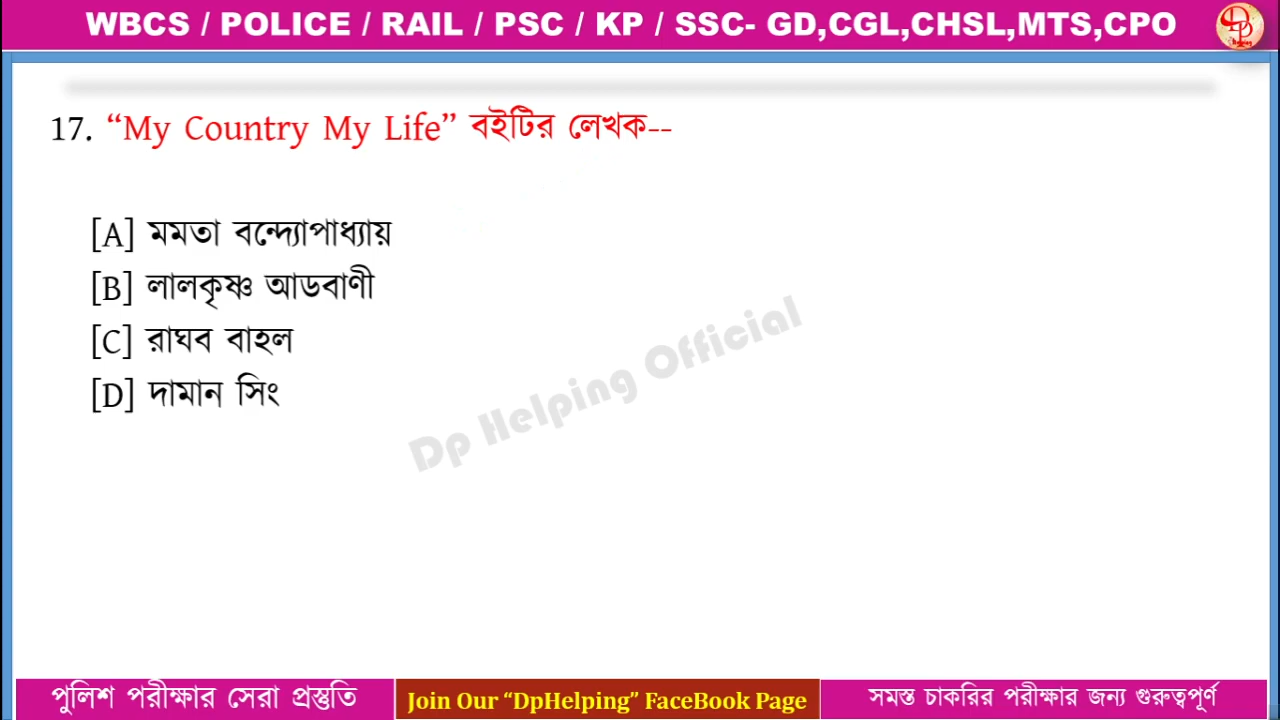 WBCS / POLICE / RAIL / PSC / KP / SSC- GD,CGL,CHSL,MTS,CPO
17. “My Country My Life” বইটির লেখক--
[A] মমতা বন্দ্যোপাধ্যায়
[B] লালকৃষ্ণ আডবাণী
[C] রাঘব বাহল
[D] দামান সিং
Dp Helping Official
পুলিশ পরীক্ষার সেরা প্রস্তুতি
Join Our “DpHelping” FaceBook Page
সমস্ত চাকরির পরীক্ষার জন্য গুরুত্বপূর্ণ